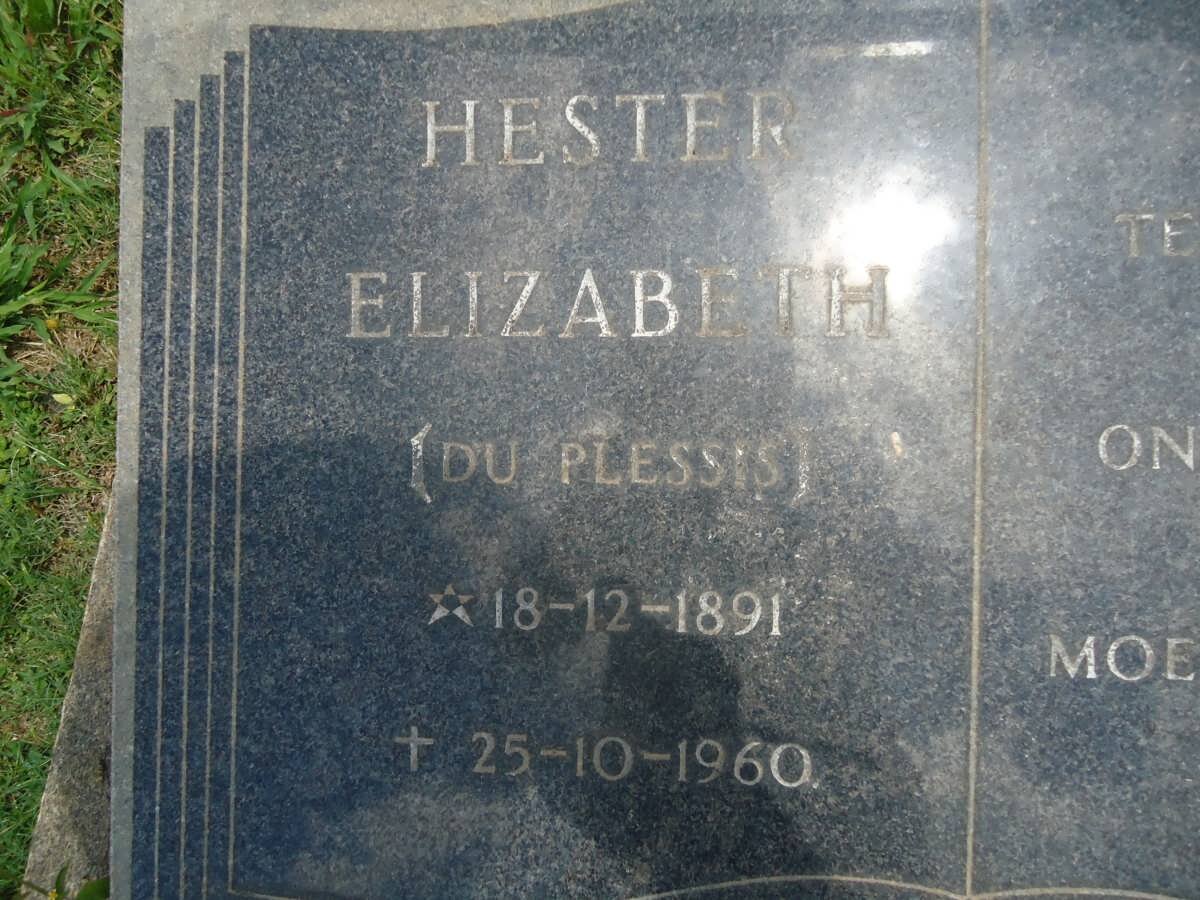 HESTER
ELIZABETH
[DU PLESSIS]
☆ 18-12-1891
† 25-10-1960.
TE
ON
MOE